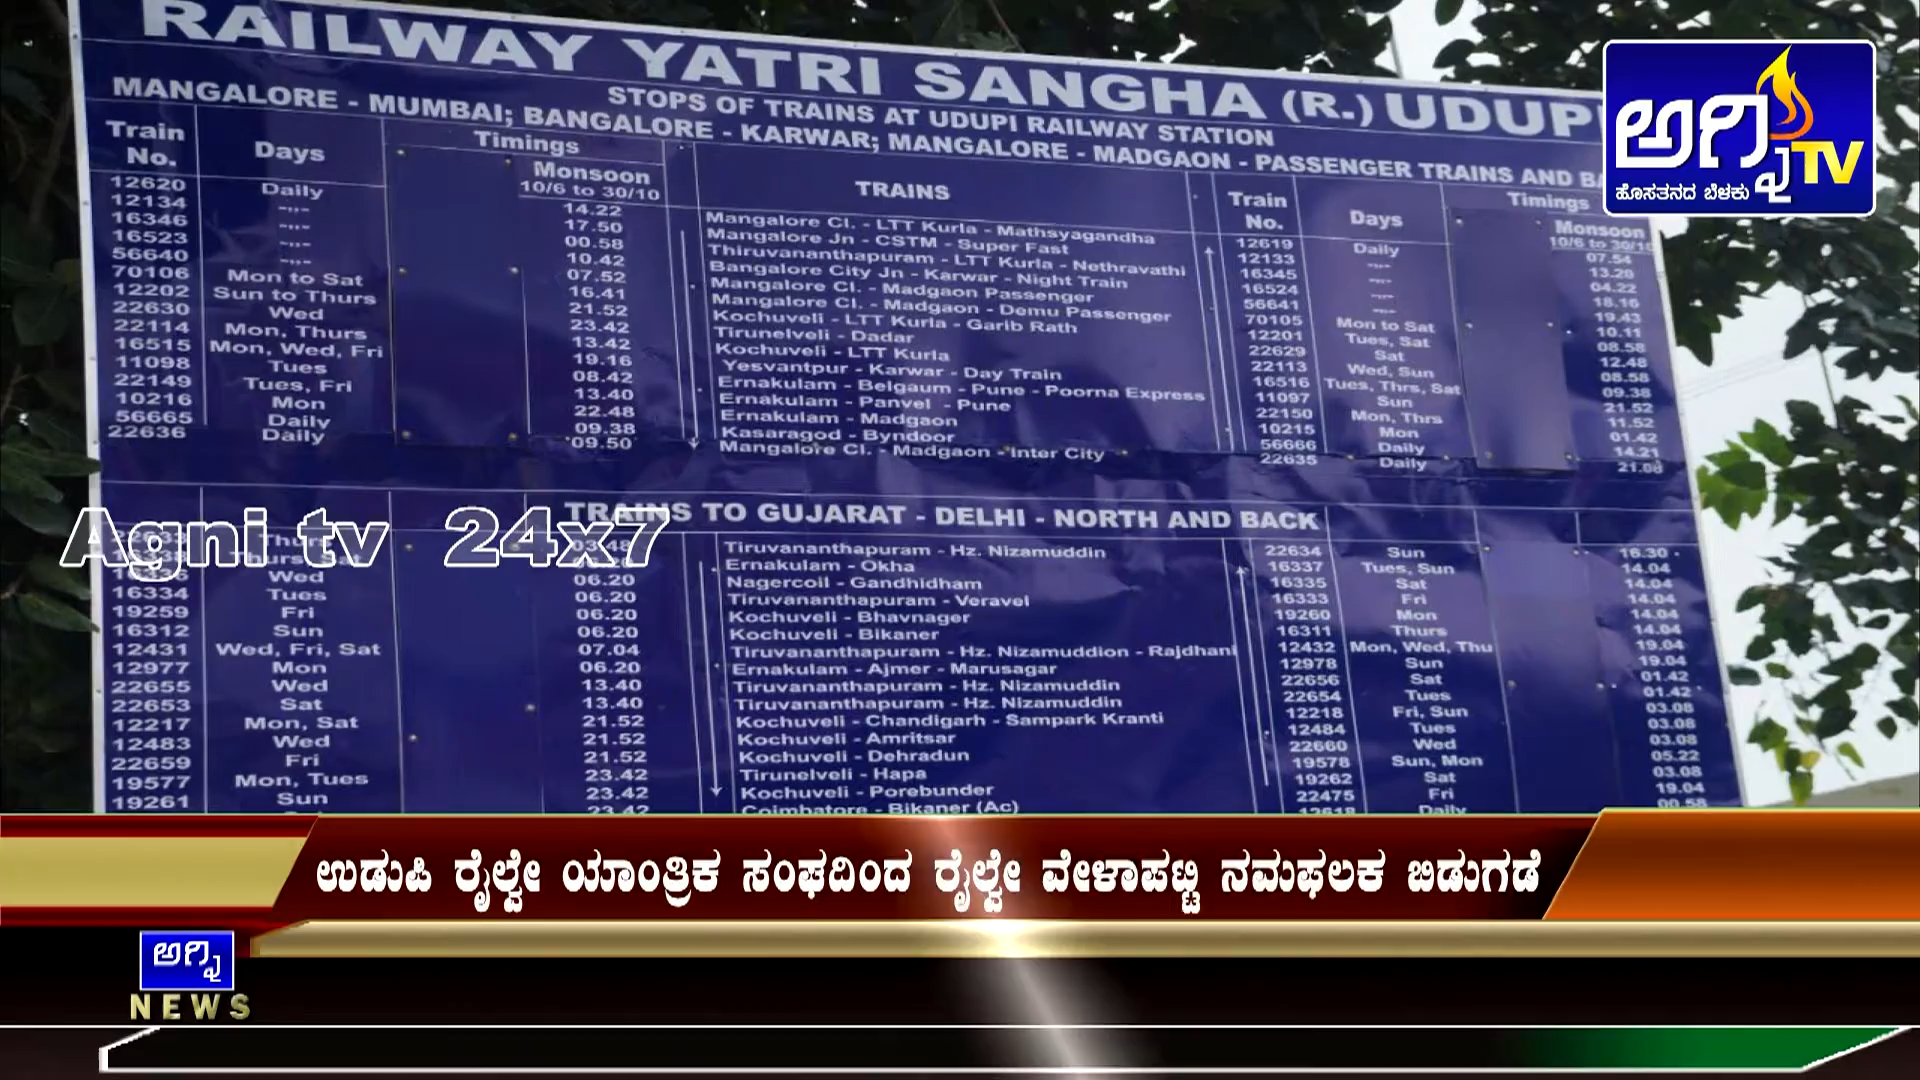 RAILWAY YATRI SANGHA (R.) UDUPI
STOPS OF TRAINS AT UDUPI RAILWAY STATION
MANGALORE - MUMBAI; BANGALORE - KARWAR; MANGALORE - MADGAON - PASSENGER TRAINS AND
Train No. Days Timings Monsoon 10/6 to 30/10 TRAINS Train No. Days Timings Monsoon 10/6 to 30/10
12620 Daily 14.22 Mangalore Cl. - LTT Kurla - Mathsyagandha 12619 Daily 07.54
12134 -,,- 17.50 Mangalore Jn - CSTM - Super Fast 12133 -,,- 13.20
16346 -,,- 00.58 Thiruvananthapuram - LTT Kurla - Nethravathi 16345 -,,- 04.22
16523 -,,- 10.42 Bangalore City Jn - Karwar - Night Train 16524 -,,- 18.16
56640 -,,- 07.52 Mangalore Cl. - Madgaon Passenger 56641 -,,- 19.43
70106 Mon to Sat 16.41 Mangalore Cl. - Madgaon - Demu Passenger 70105 Mon to Sat 10.11
12202 Sun to Thurs 21.52 Kochuveli - LTT Kurla - Garib Rath 12201 Tues, Sat 08.58
22630 Wed 23.42 Tirunelveli - Dadar 22629 Sat 12.48
22114 Mon, Thurs 13.42 Kochuveli - LTT Kurla 22113 Wed, Sun 08.58
16515 Mon, Wed, Fri 19.16 Yesvantpur - Karwar - Day Train 16516 Tues, Thrs, Sat 09.38
11098 Tues 08.42 Ernakulam - Belgaum - Pune - Poorna Express 11097 Sun 21.52
22149 Tues, Fri 13.40 Ernakulam - Panvel - Pune 22150 Mon, Thrs 11.52
10216 Mon 22.48 Ernakulam - Madgaon 10215 Mon 01.42
56665 Daily 09.38 Kasaragod - Byndoor 56666 Daily 14.21
22636 Daily 09.50 Mangalore Cl. - Madgaon - Inter City 22635 Daily 21.08
TRAINS TO GUJARAT - DELHI - NORTH AND BACK
Thurs 03.48 Tiruvananthapuram - Hz. Nizamuddin 22634 Sun 16.30
Thurs, Sat Ernakulam - Okha 16337 Tues, Sun 14.04
16336 Wed 06.20 Nagercoil - Gandhidham 16335 Sat 14.04
16334 Tues 06.20 Tiruvananthapuram - Veravel 16333 Fri 14.04
19259 Fri 06.20 Kochuveli - Bhavnager 19260 Mon 14.04
16312 Sun 06.20 Kochuveli - Bikaner 16311 Thurs 14.04
12431 Wed, Fri, Sat 07.04 Tiruvananthapuram - Hz. Nizamuddion - Rajdhani 12432 Mon, Wed, Thu 19.04
12977 Mon 06.20 Ernakulam - Ajmer - Marusagar 12978 Sun 19.04
22655 Wed 13.40 Tiruvananthapuram - Hz. Nizamuddin 22656 Sat 01.42
22653 Sat 13.40 Tiruvananthapuram - Hz. Nizamuddin 22654 Tues 01.42
12217 Mon, Sat 21.52 Kochuveli - Chandigarh - Sampark Kranti 12218 Fri, Sun 03.08
12483 Wed 21.52 Kochuveli - Amritsar 12484 Tues 03.08
22659 Fri 21.52 Kochuveli - Dehradun 22660 Wed 03.08
19577 Mon, Tues 23.42 Tirunelveli - Hapa 19578 Sun, Mon 05.22
19261 Sun 23.42 Kochuveli - Porebunder 19262 Sat 03.08
23.42 Coimbatore - Bikaner (Ac) 22475 Fri 19.04
12618 Daily 00.58
Agni tv 24x7
ಅಗ್ನಿ TV
ಹೊಸತನದ ಬೆಳಕು
ಉಡುಪಿ ರೈಲ್ವೇ ಯಾಂತ್ರಿಕ ಸಂಘದಿಂದ ರೈಲ್ವೇ ವೇಳಾಪಟ್ಟಿ ನಮಫಲಕ ಬಿಡುಗಡೆ
ಅಗ್ನಿ
NEWS